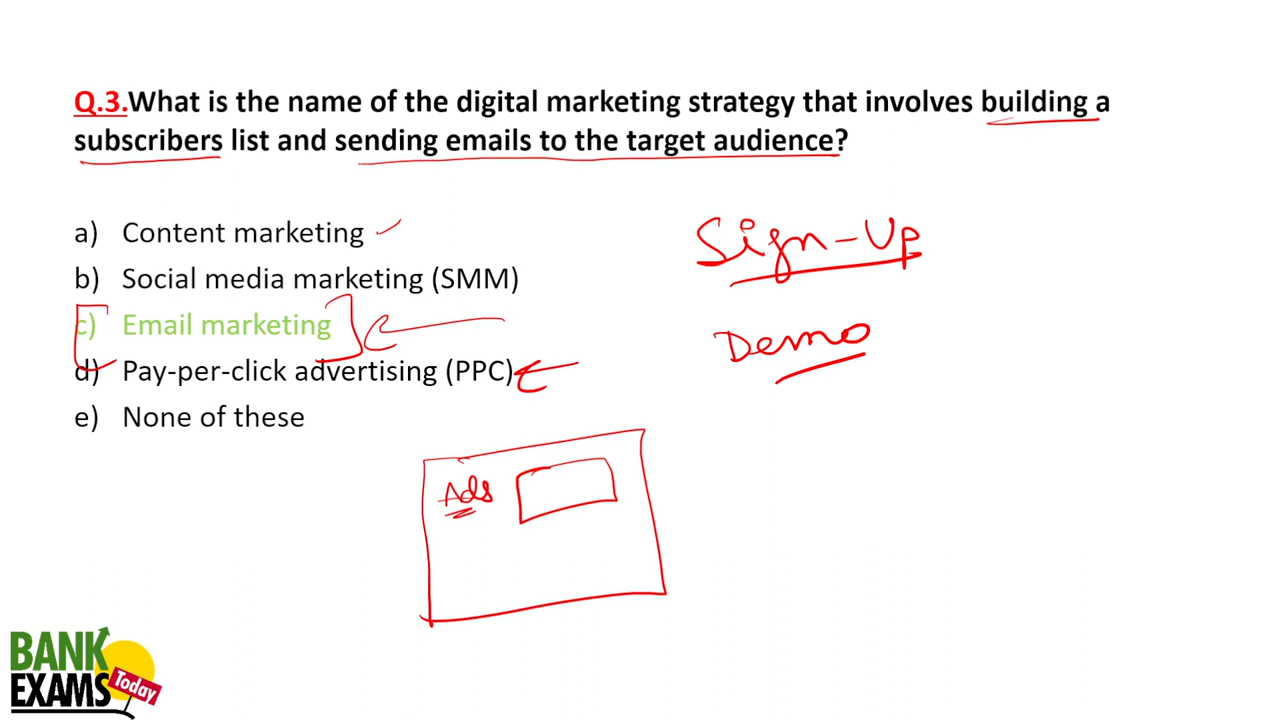 Q.3.What is the name of the digital marketing strategy that involves building a
subscribers list and sending emails to the target audience?
a) Content marketing
b) Social media marketing (SMM)
c) Email marketing
d) Pay-per-click advertising (PPC)
e) None of these
Sign-Up
Demo
Ads
BANK
EXAMS Today